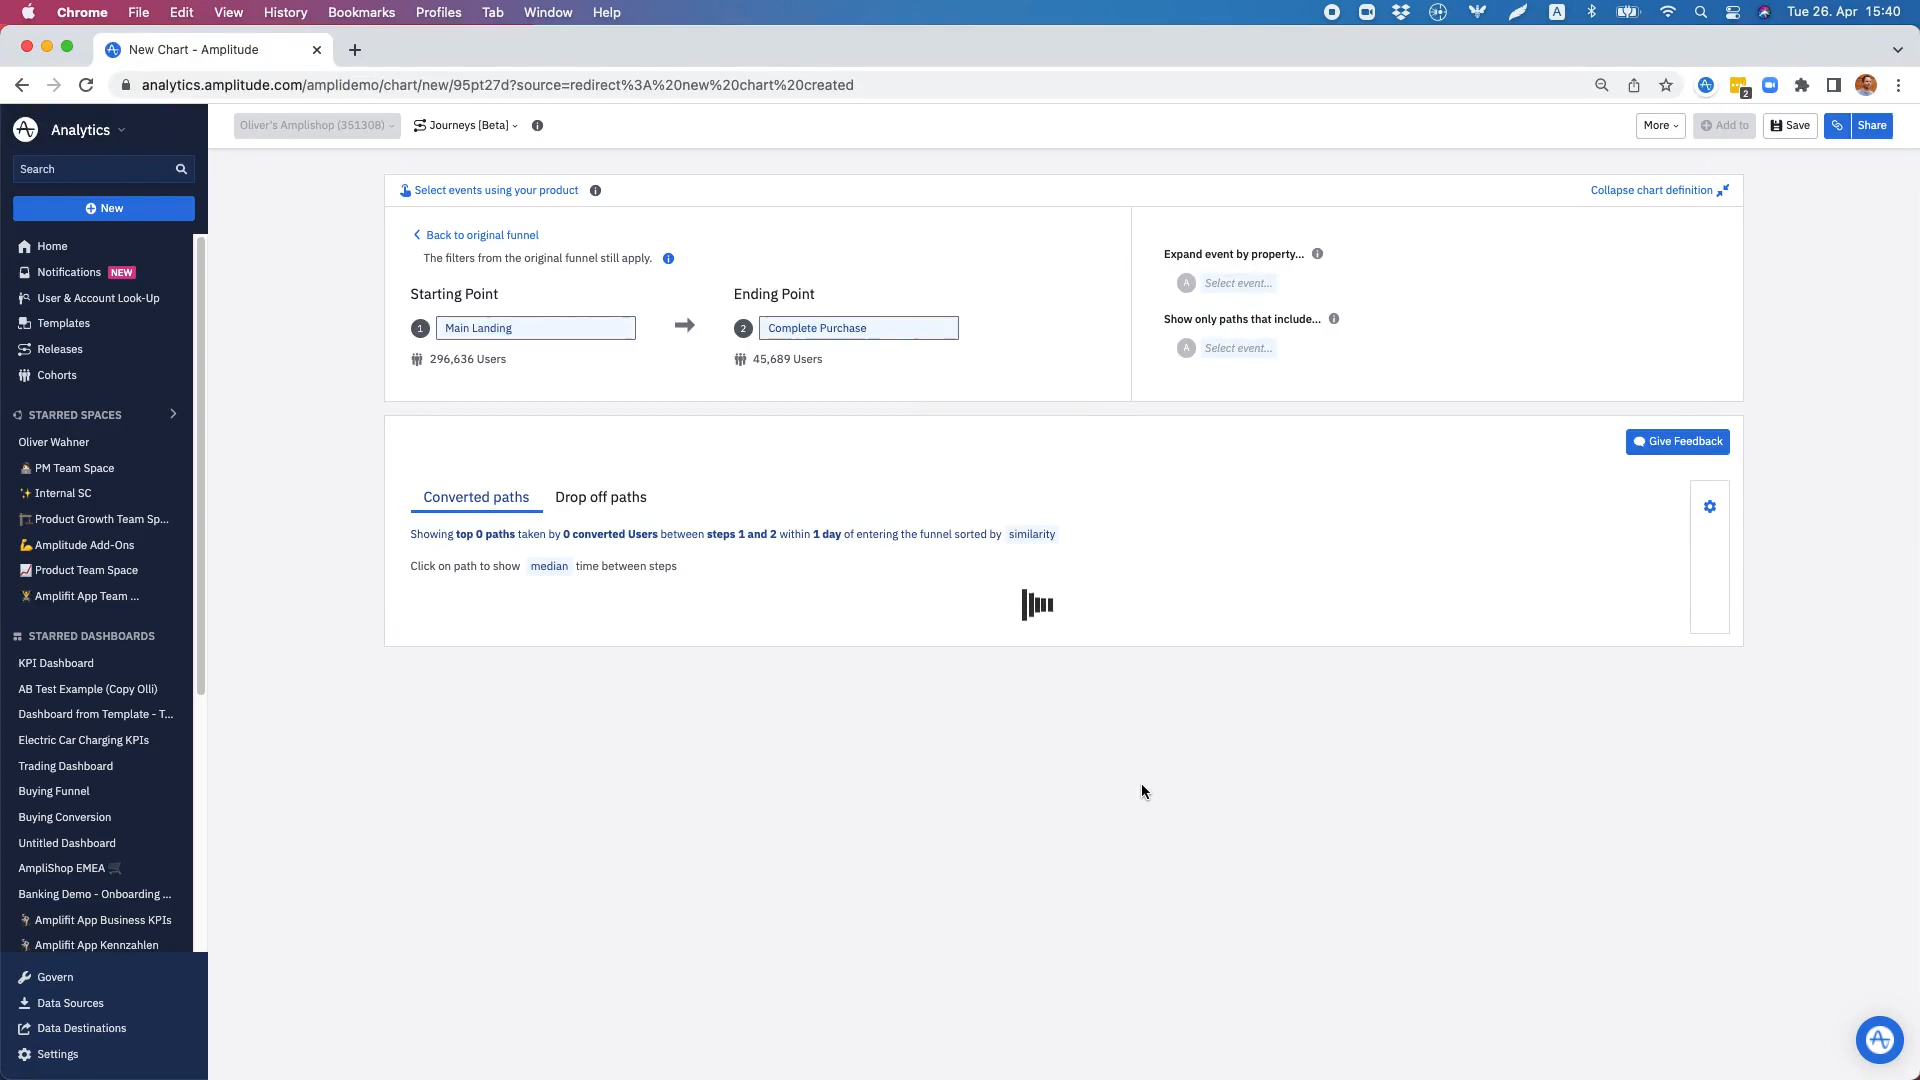 Chrome File Edit View History Bookmarks Profiles Tab Window Help
A
Tue 26. Apr 15:40
New Chart - Amplitude
analytics.amplitude.com/amplidemo/chart/new/95pt27d?source=redirect%3A%20new%20chart%20created
2
Analytics
Search
New
Home
Notifications NEW
User & Account Look-Up
Templates
Releases
Cohorts
STARRED SPACES
Oliver Wahner
PM Team Space
Internal SC
Product Growth Team Sp...
Amplitude Add-Ons
Product Team Space
Amplifit App Team ...
STARRED DASHBOARDS
KPI Dashboard
AB Test Example (Copy Olli)
Dashboard from Template - T...
Electric Car Charging KPIs
Trading Dashboard
Buying Funnel
Buying Conversion
Untitled Dashboard
AmpliShop EMEA
Banking Demo - Onboarding ...
Amplifit App Business KPIs
Amplifit App Kennzahlen
Govern
Data Sources
Data Destinations
Settings
Oliver's Amplishop (351308)
Journeys [Beta]
More
Add to
Save
Share
Select events using your product
Collapse chart definition
Back to original funnel
The filters from the original funnel still apply.
Starting Point
1 Main Landing
296,636 Users
Ending Point
2 Complete Purchase
45,689 Users
Expand event by property...
A Select event...
Show only paths that include...
A Select event...
Give Feedback
Converted paths
Drop off paths
Showing top 0 paths taken by 0 converted Users between steps 1 and 2 within 1 day of entering the funnel sorted by similarity
Click on path to show median time between steps